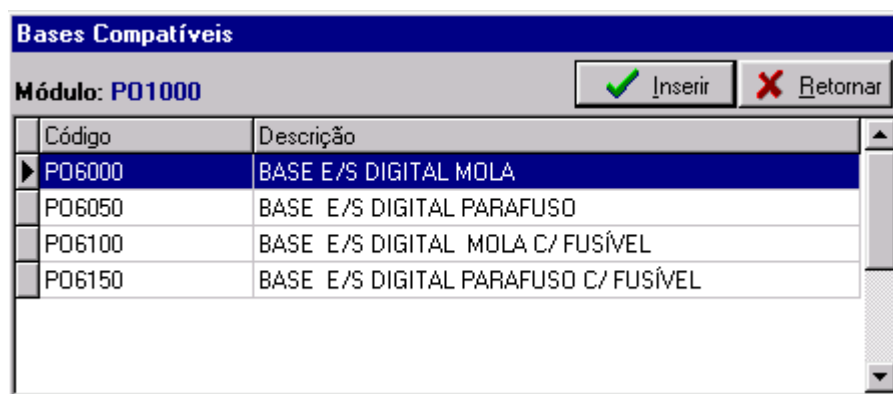 Bases Compatíveis
Módulo: PO1000 Inserir Retornar
Código Descrição
PO6000 BASE E/S DIGITAL MOLA
PO6050 BASE E/S DIGITAL PARAFUSO
PO6100 BASE E/S DIGITAL MOLA C/ FUSÍVEL
PO6150 BASE E/S DIGITAL PARAFUSO C/ FUSÍVEL